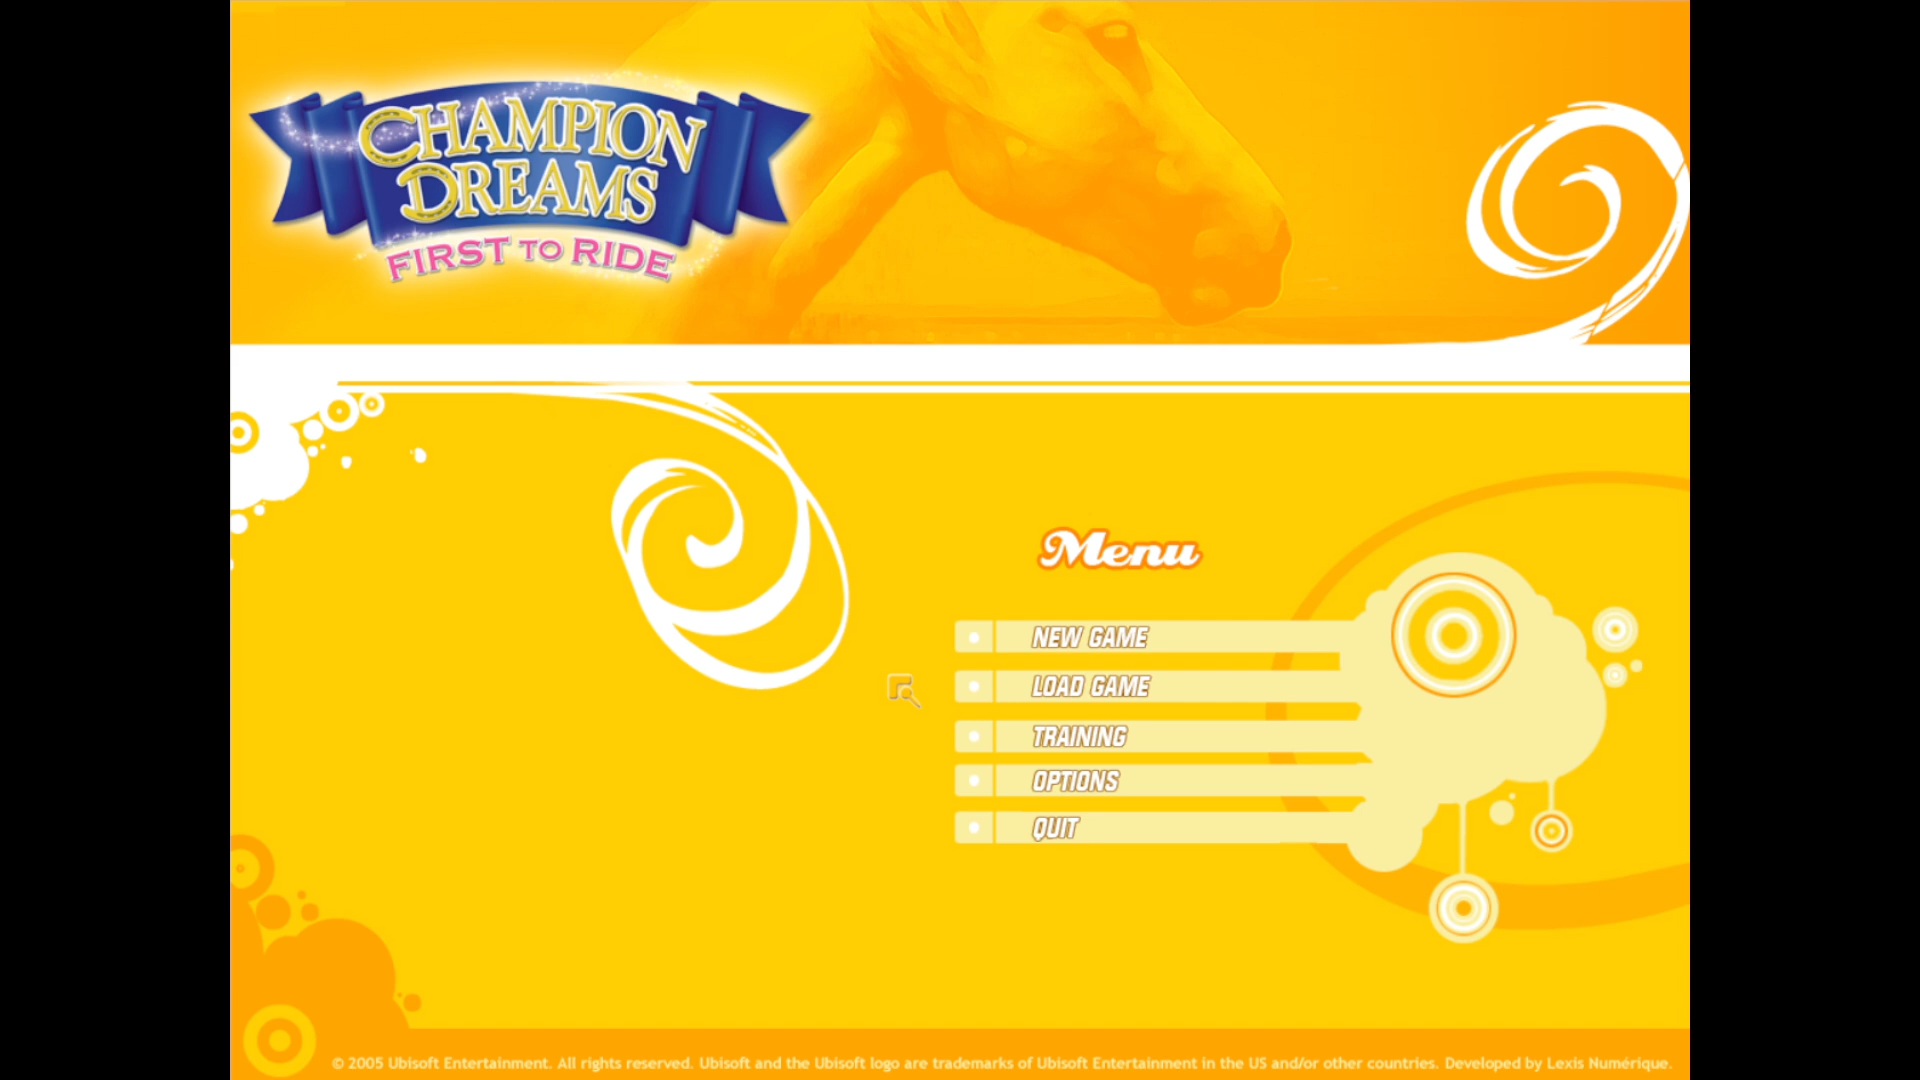 CHAMPION
DREAMS
FIRST TO RIDE
Menu
NEW GAME
LOAD GAME
TRAINING
OPTIONS
QUIT
© 2005 Ubisoft Entertainment. All rights reserved. Ubisoft and the Ubisoft logo are trademarks of Ubisoft Entertainment in the US and/or other countries. Developed by Lexis Numérique.